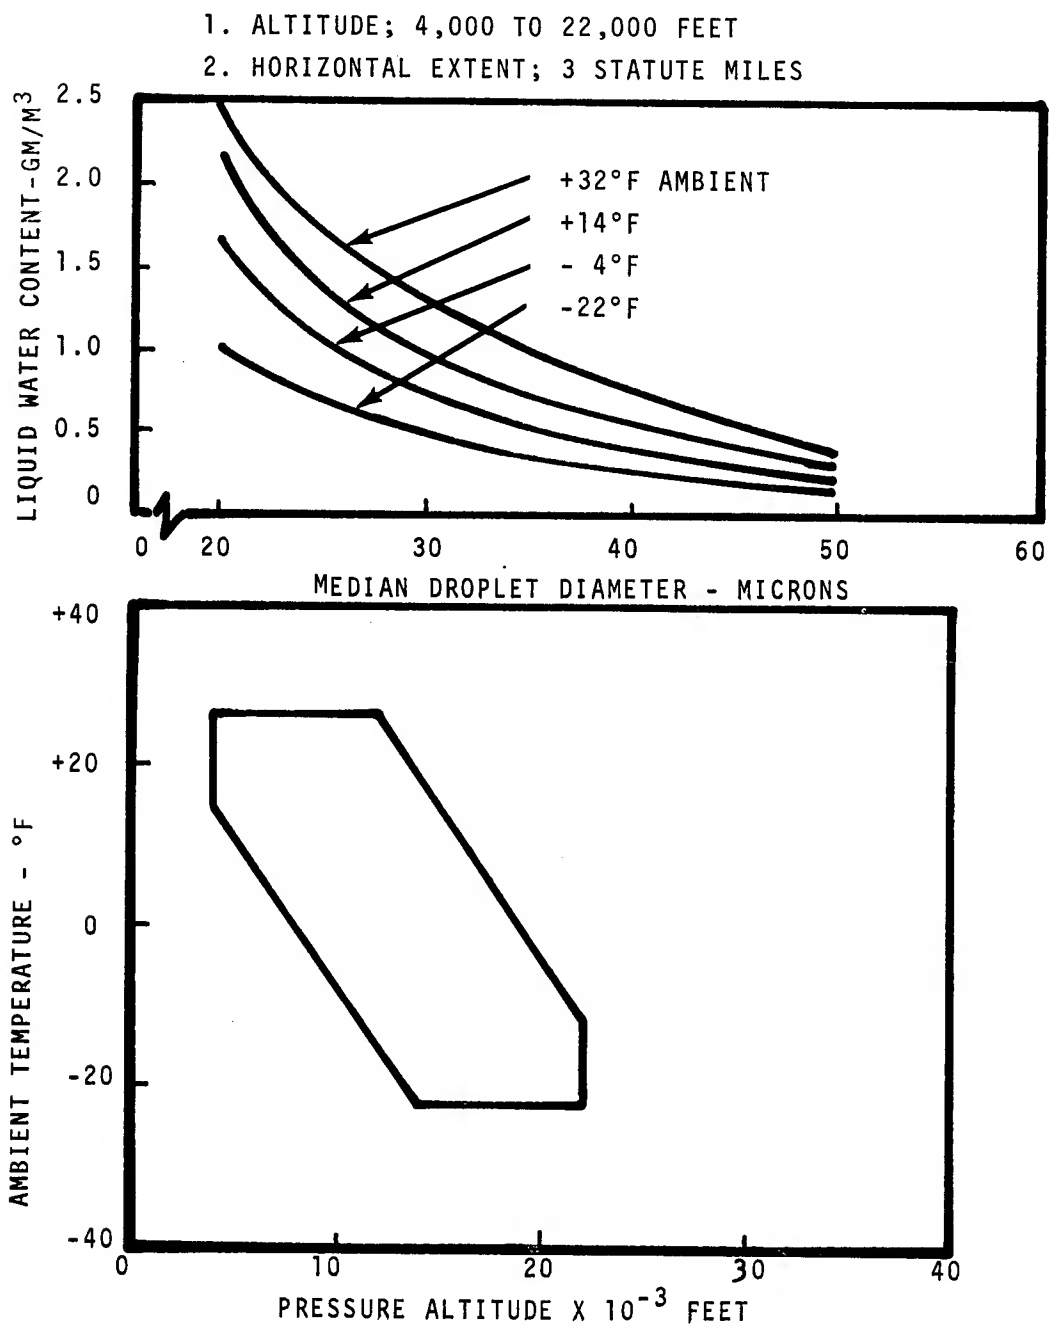 1. ALTITUDE; 4,000 TO 22,000 FEET
2. HORIZONTAL EXTENT; 3 STATUTE MILES
LIQUID WATER CONTENT-GM/M³
2.5
2.0
1.5
1.0
0.5
0
+32°F AMBIENT
+14°F
- 4°F
-22°F
0 20 30 40 50 60
MEDIAN DROPLET DIAMETER - MICRONS
AMBIENT TEMPERATURE - °F
+40
+20
0
-20
-40
0 10 20 30 40
PRESSURE ALTITUDE X 10⁻³ FEET